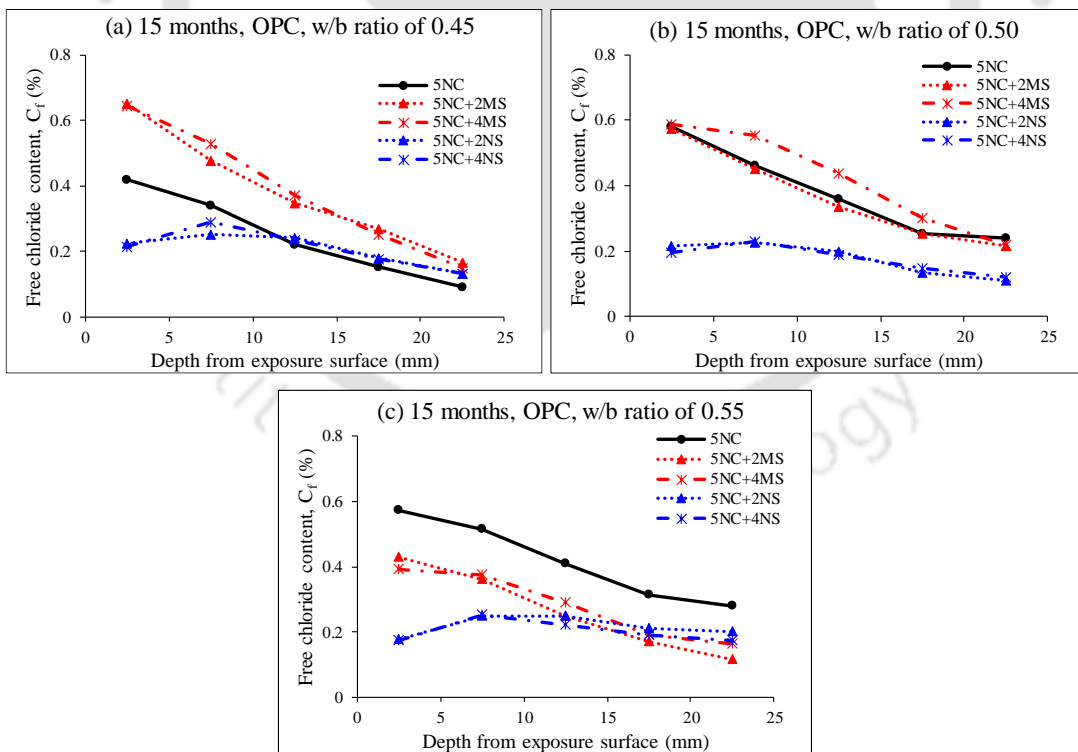 (a) 15 months, OPC, w/b ratio of 0.45
0.8
0.6
0.4
0.2
0
0 5 10 15 20 25
Free chloride content, C_f (%)
Depth from exposure surface (mm)
5NC
5NC+2MS
5NC+4MS
5NC+2NS
5NC+4NS
(b) 15 months, OPC, w/b ratio of 0.50
0.8
0.6
0.4
0.2
0
0 5 10 15 20 25
Free chloride content, C_f (%)
Depth from exposure surface (mm)
5NC
5NC+2MS
5NC+4MS
5NC+2NS
5NC+4NS
(c) 15 months, OPC, w/b ratio of 0.55
0.8
0.6
0.4
0.2
0
0 5 10 15 20 25
Free chloride content, C_f (%)
Depth from exposure surface (mm)
5NC
5NC+2MS
5NC+4MS
5NC+2NS
5NC+4NS